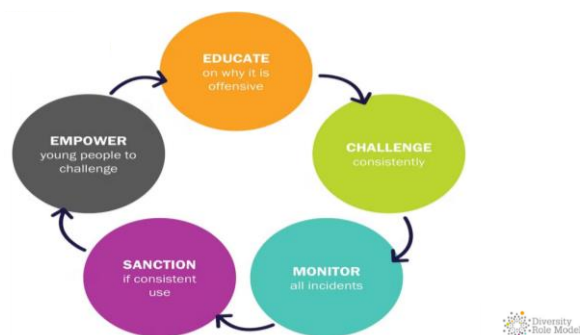 EDUCATE
on why it is
offensive
CHALLENGE
consistently
MONITOR
all incidents
SANCTION
if consistent
use
EMPOWER
young people to
challenge
Diversity
Role Model